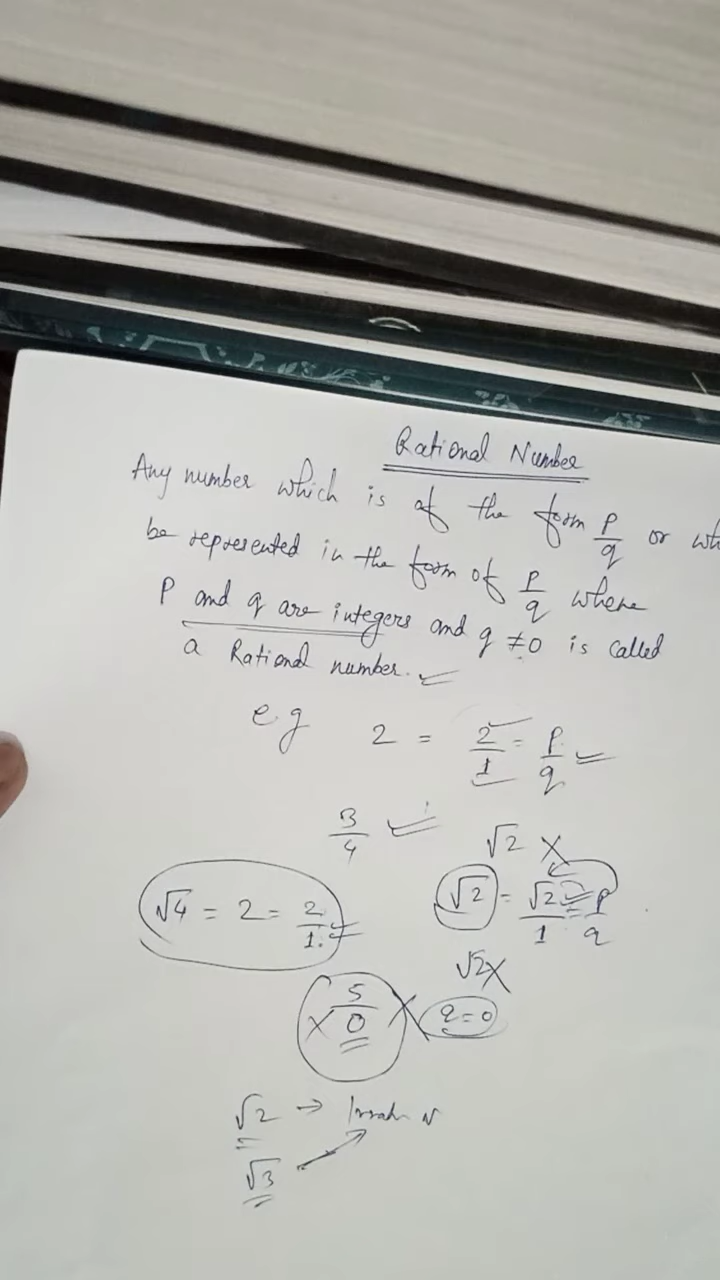 Rational Number
Any number which is of the form p/q or
be represented in the form of p/q where
P and q are integers and q ≠ 0 is called
a Rational number.
e.g 2 = 2/1 = p/q
3/4
√2 ×
√4 = 2 = 2/1
√2 = √2/1 = p/q
√2 ×
× 5/0 ×
q = 0
√2 →
√3